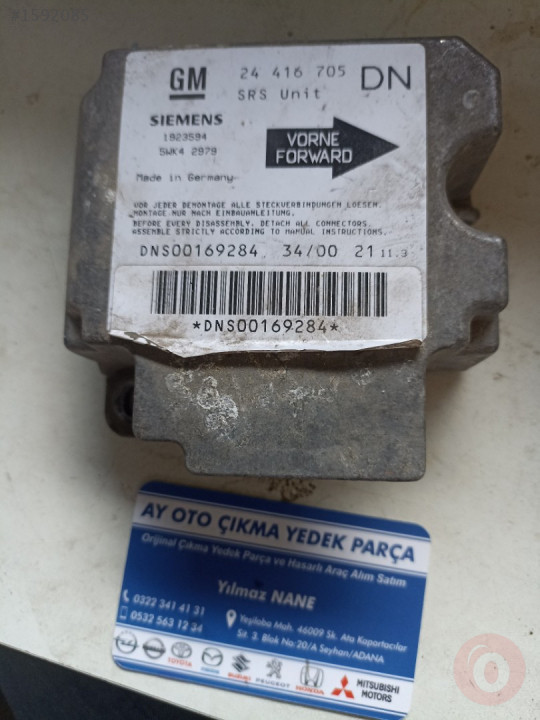 GM 24 416 705 DN
SRS Unit
SIEMENS
1923594
5WK4 2979
VORNE
FORWARD
Made in Germany
VOR JEDER DEMONTAGE ALLE STECKVERBINDUNGEN LOESEN.
MONTAGE NUR NACH EINBAUANLEITUNG.
BEFORE EVERY DISASSEMBLY. DETACH ALL CONNECTORS.
ASSEMBLE STRICTLY ACCORDING TO MANUAL INSTRUCTIONS.
DNS00169284 34/00 21 11.3
*DNS00169284*
AY OTO ÇIKMA YEDEK PARÇA
Orijinal Çıkma Yedek Parça ve Hasarlı Araç Alım Satım
Yılmaz NANE
0322 341 41 31
0532 563 12 34
Yeşiloba Mah. 46009 Sk. Ata Kaportacılar
Sit. 3. Blok No:20/A Seyhan/ADANA
TOYOTA
SUZUKI
PEUGEOT
HONDA
MITSUBISHI
MOTORS